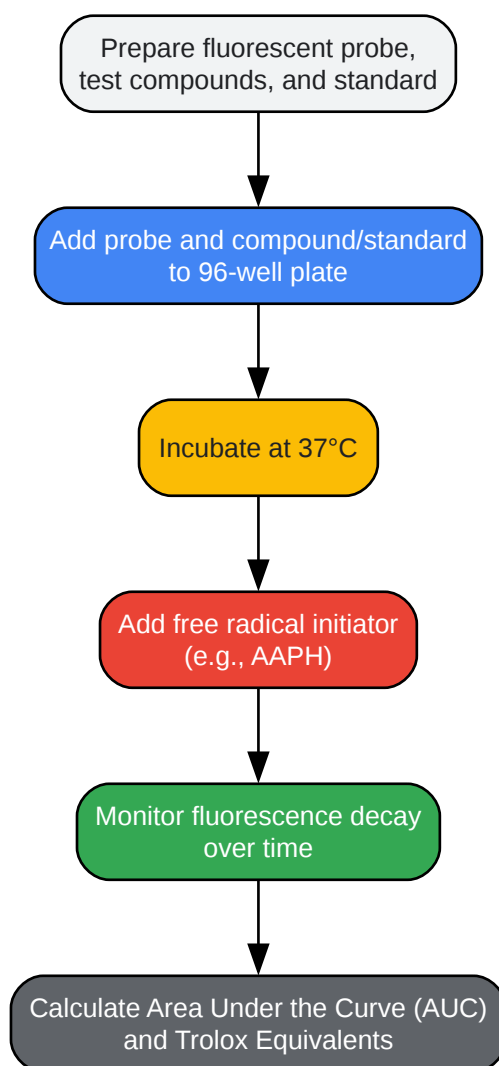 Prepare fluorescent probe,
test compounds, and standard
Add probe and compound/standard
to 96-well plate
Incubate at 37°C
Add free radical initiator
(e.g., AAPH)
Monitor fluorescence decay
over time
Calculate Area Under the Curve (AUC)
and Trolox Equivalents